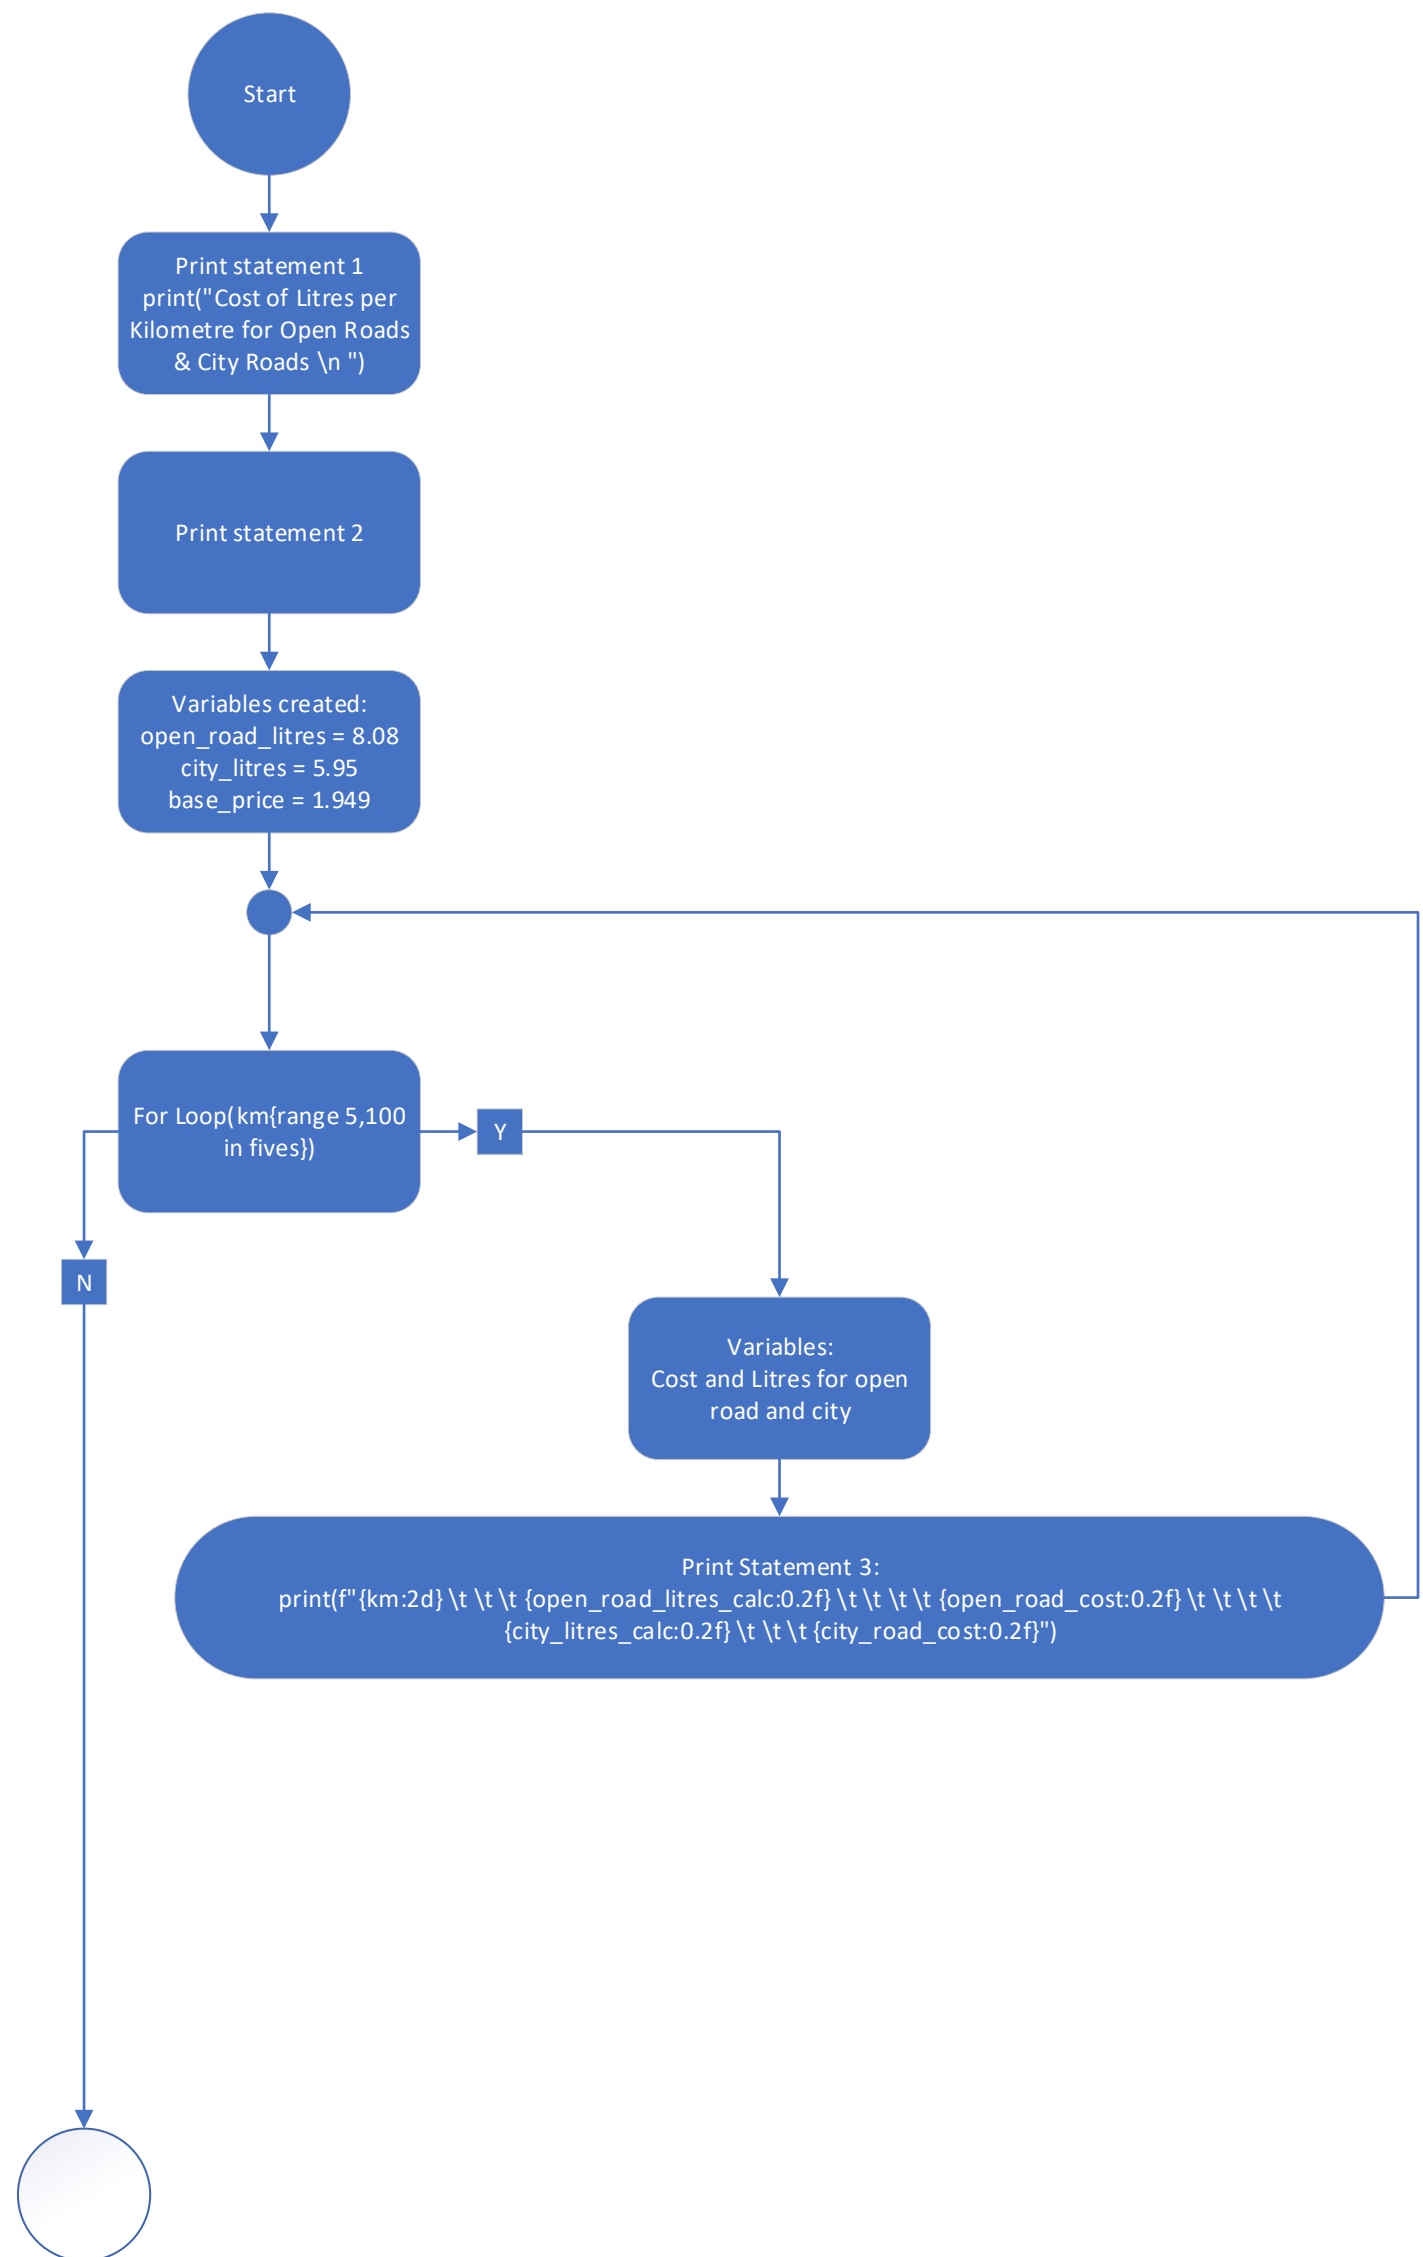 Start
Print statement 1
print("Cost of Litres per
Kilometre for Open Roads
& City Roads \n ")
Print statement 2
Variables created:
open_road_litres = 8.08
city_litres = 5.95
base_price = 1.949
For Loop(km{range 5,100
in fives})
Y
N
Variables:
Cost and Litres for open
road and city
Print Statement 3:
print(f"{km:2d} \t \t \t {open_road_litres_calc:0.2f} \t \t \t \t {open_road_cost:0.2f} \t \t \t \t
{city_litres_calc:0.2f} \t \t \t {city_road_cost:0.2f}")